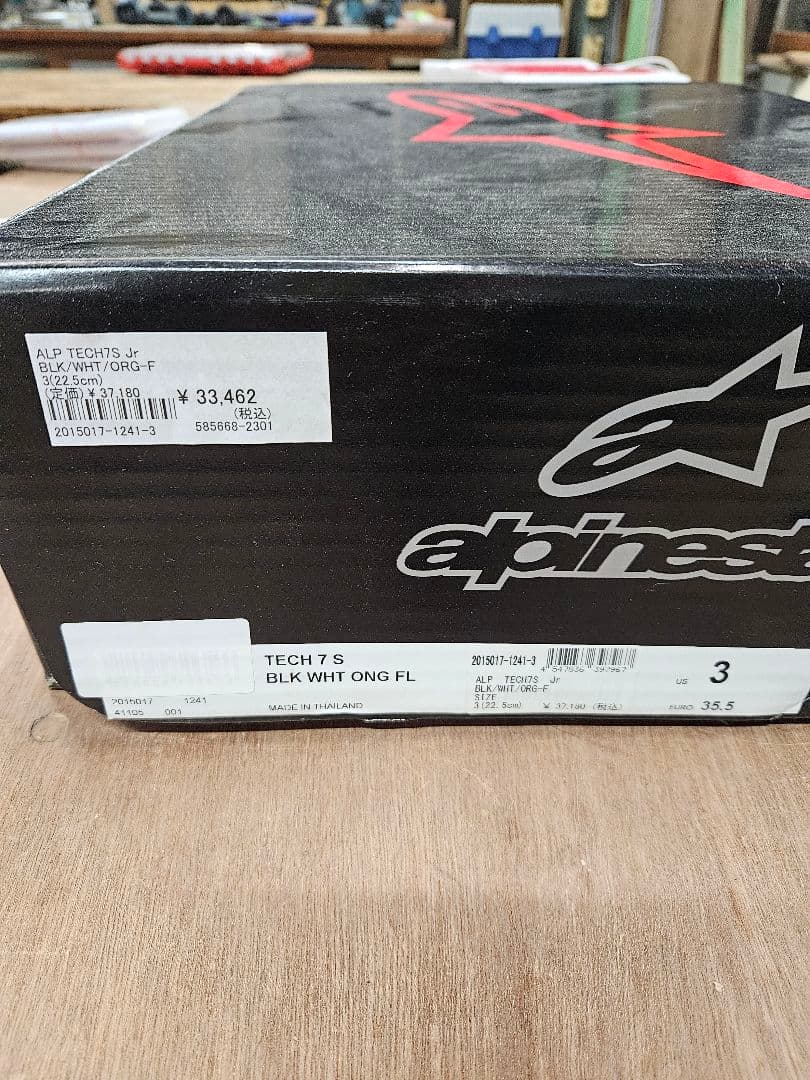 ALP TECH7S Jr
BLK/WHT/ORG-F
3(22.5cm)
(定価)¥ 37,180 ¥ 33,462
(税込)
2015017-1241-3 585668-2301
alpinest
TECH 7 S
BLK WHT ONG FL
2015017 1241
41105 001
MADE IN THAILAND
2015017-1241-3
4 547836 392967
ALP TECH7S Jr
BLK/WHT/ORG-F
SIZE
3(22.5cm) ¥ 37,180 (税込)
US 3
EURO 35.5